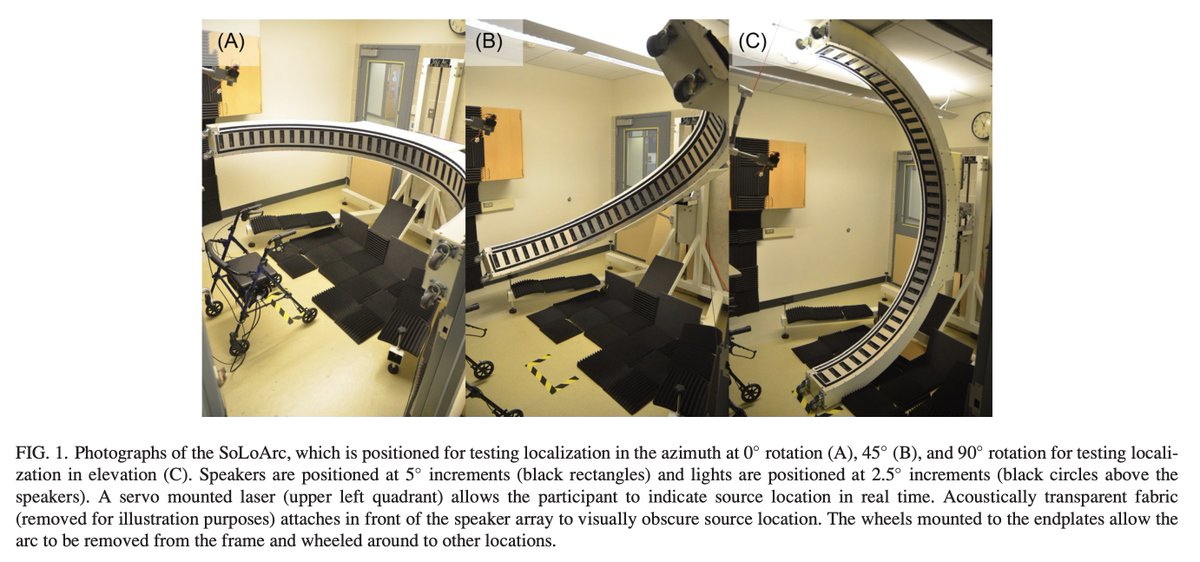 (A)
(B)
(C)
FIG. 1. Photographs of the SoLoArc, which is positioned for testing localization in the azimuth at 0° rotation (A), 45° (B), and 90° rotation for testing locali-
zation in elevation (C). Speakers are positioned at 5° increments (black rectangles) and lights are positioned at 2.5° increments (black circles above the
speakers). A servo mounted laser (upper left quadrant) allows the participant to indicate source location in real time. Acoustically transparent fabric
(removed for illustration purposes) attaches in front of the speaker array to visually obscure source location. The wheels mounted to the endplates allow the
arc to be removed from the frame and wheeled around to other locations.